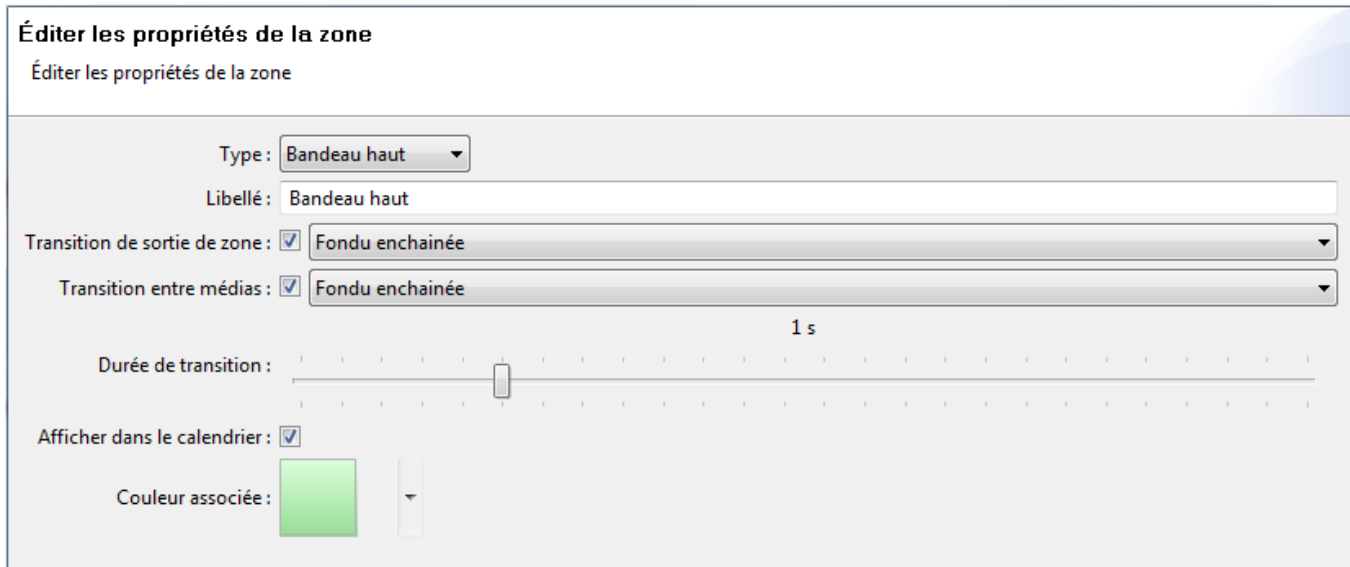 Éditer les propriétés de la zone
Éditer les propriétés de la zone
Type : Bandeau haut
Libellé : Bandeau haut
Transition de sortie de zone : Fondu enchainée
Transition entre médias : Fondu enchainée
1 s
Durée de transition :
Afficher dans le calendrier :
Couleur associée :